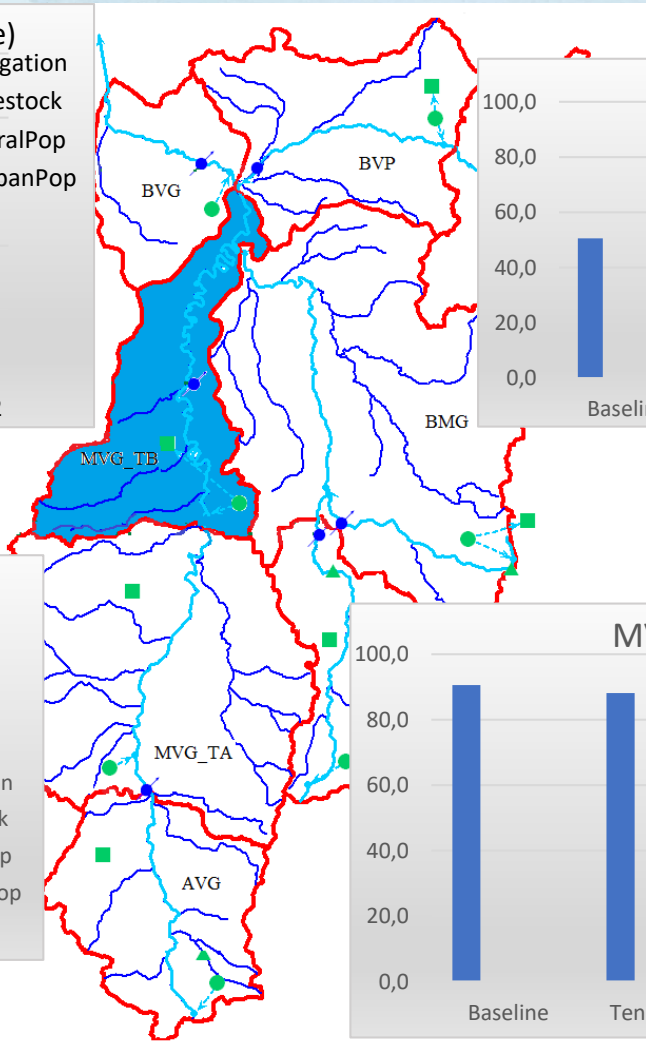 e)
gation
estock
ralPop
banPop
BVG
BVP
100,0
80,0
60,0
40,0
20,0
0,0
Baselin
BMG
MVG_TB
MVG_TA
AVG
n
k
p
op
MV
100,0
80,0
60,0
40,0
20,0
0,0
Baseline
Ten